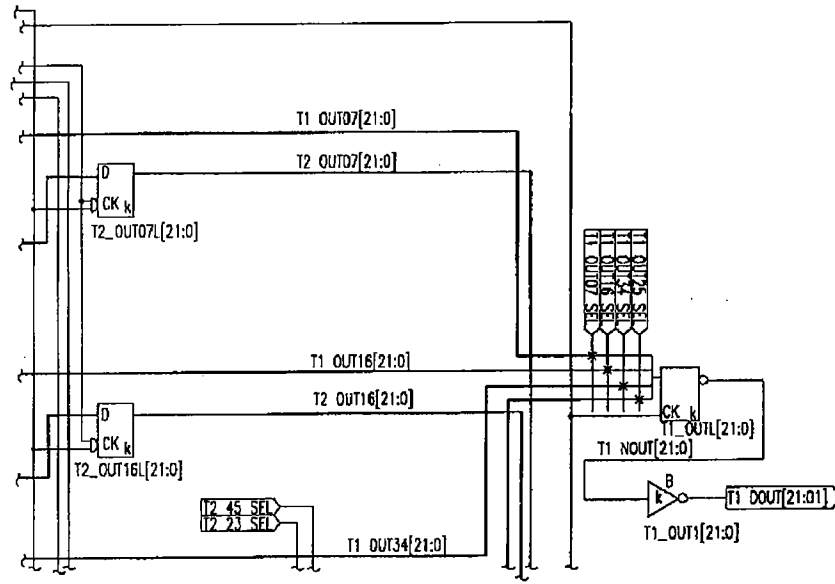 T1 OUT07[21:0]
T2 OUT07[21:0]
D
CK k
T2_OUT07L[21:0]
T1 OUT07 SEL
T1 OUT16 SEL
T1 OUT34 SEL
T1 OUT25 SEL
T1 OUT16[21:0]
T2 OUT16[21:0]
D
CK k
T2_OUT16L[21:0]
CK k
T1_OUTL[21:0]
T1 NOUT[21:0]
B
k
T1 DOUT[21:01]
T1_OUT1[21:0]
T2 45 SEL
T2 23 SEL
T1 OUT34[21:0]